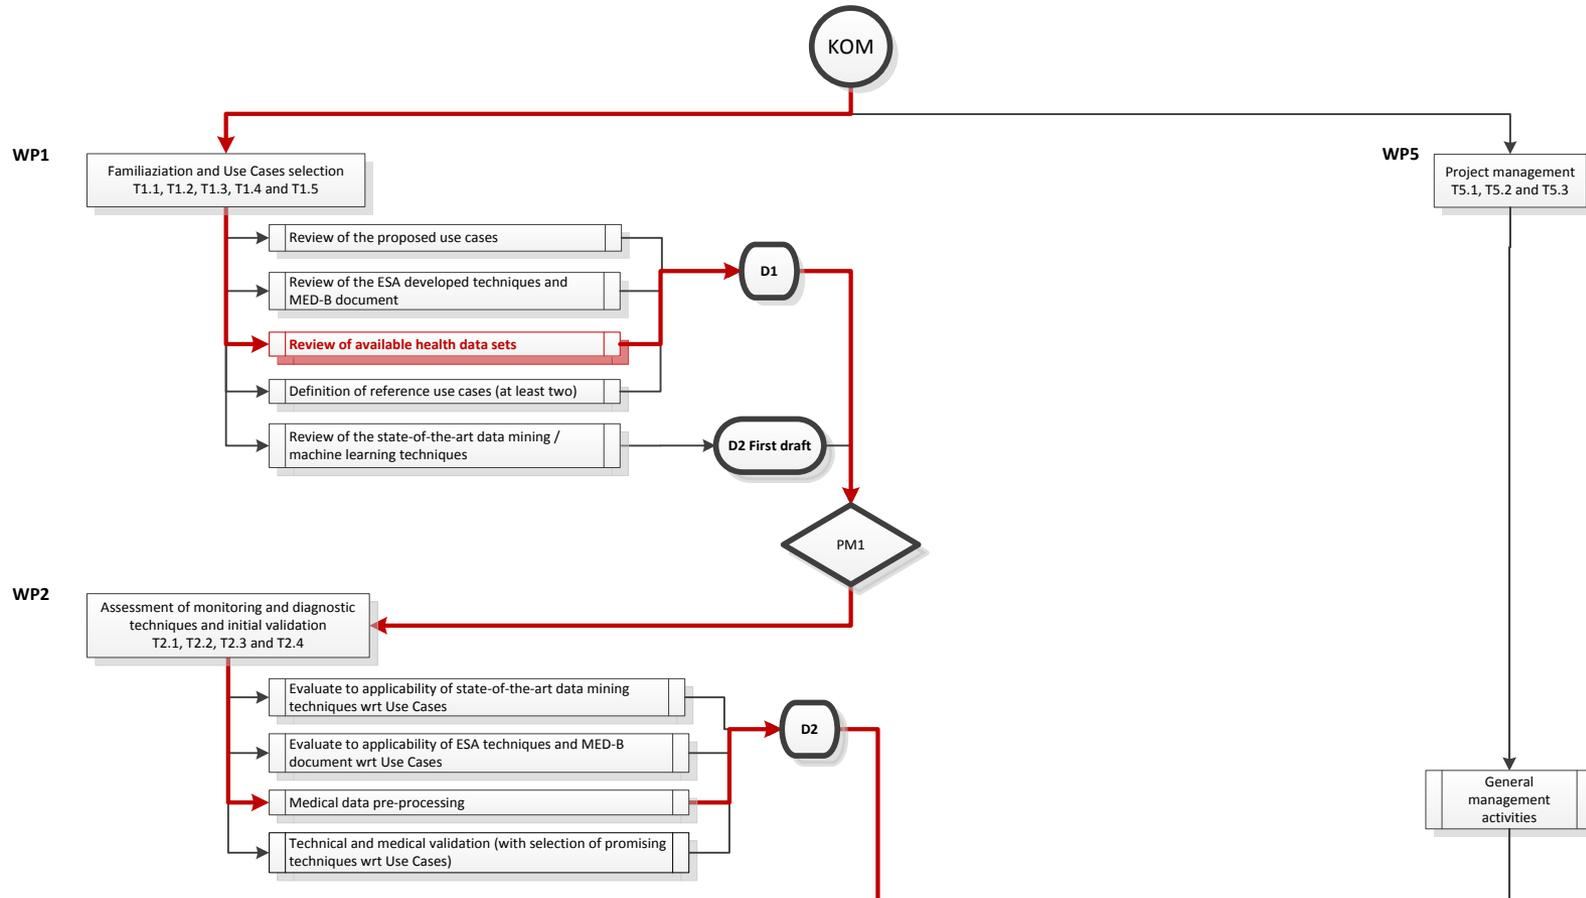 KOM
WP1
Familiaziation and Use Cases selection
T1.1, T1.2, T1.3, T1.4 and T1.5
WP5
Project management
T5.1, T5.2 and T5.3
Review of the proposed use cases
Review of the ESA developed techniques and
MED-B document
Review of available health data sets
Definition of reference use cases (at least two)
Review of the state-of-the-art data mining /
machine learning techniques
D1
D2 First draft
PM1
WP2
Assessment of monitoring and diagnostic
techniques and initial validation
T2.1, T2.2, T2.3 and T2.4
Evaluate to applicability of state-of-the-art data mining
techniques wrt Use Cases
Evaluate to applicability of ESA techniques and MED-B
document wrt Use Cases
Medical data pre-processing
Technical and medical validation (with selection of promising
techniques wrt Use Cases)
D2
General
management
activities